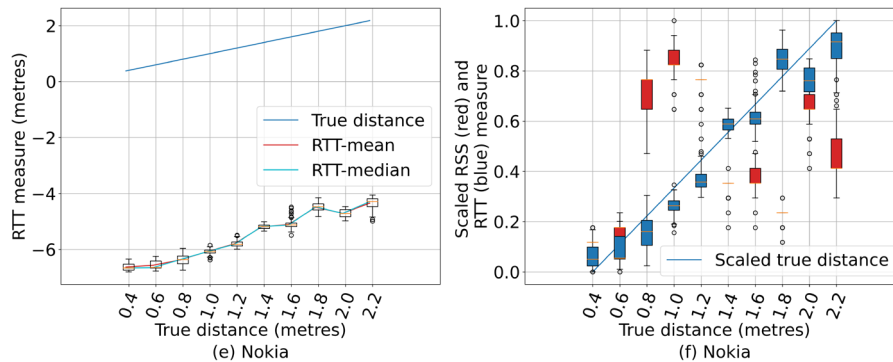 RTT measure (metres)
2
0
−2
−4
−6
True distance
RTT-mean
RTT-median
0.4 0.6 0.8 1.0 1.2 1.4 1.6 1.8 2.0 2.2
True distance (metres)
(e) Nokia
Scaled RSS (red) and
RTT (blue) measure
1.0
0.8
0.6
0.4
0.2
0.0
Scaled true distance
0.4 0.6 0.8 1.0 1.2 1.4 1.6 1.8 2.0 2.2
True distance (metres)
(f) Nokia